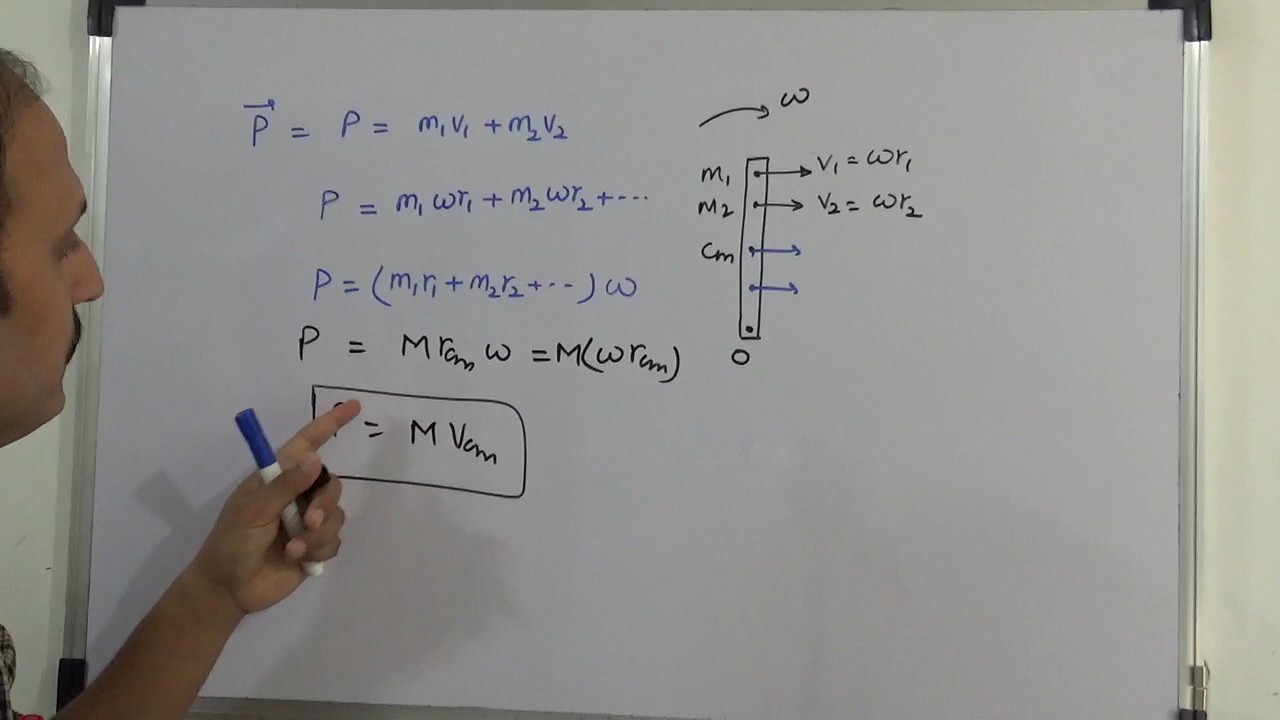 P⃗ = P = m₁v₁ + m₂v₂
P = m₁ωr₁ + m₂ωr₂ + ...
P = (m₁r₁ + m₂r₂ + ...) ω
P = M r_cm ω = M(ω r_cm)
= M V_cm
ω
m₁ v₁ = ωr₁
m₂ v₂ = ωr₂
Cm
O